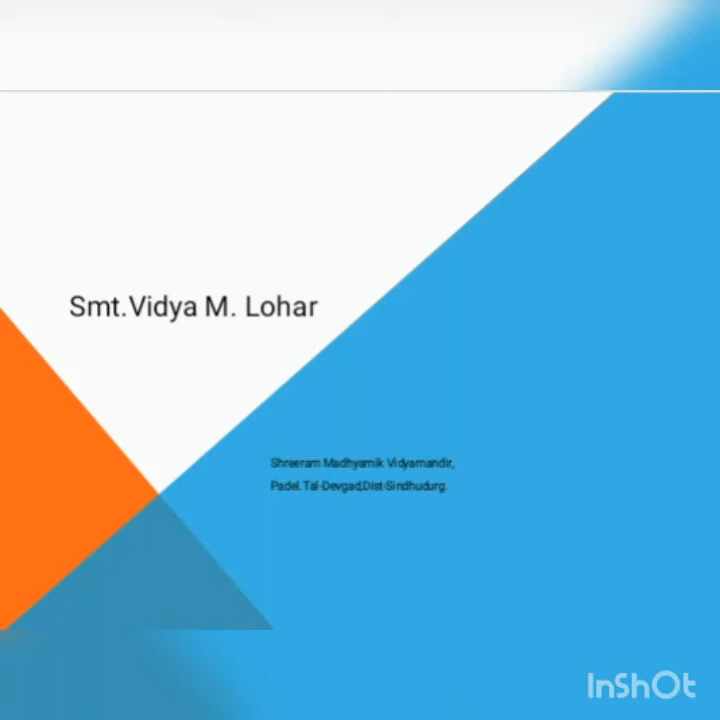 Smt.Vidya M. Lohar
Shreeram Madhyamik Vidyamandir,
Padel.Tal-Devgad,Dist-Sindhudurg.
InShOt